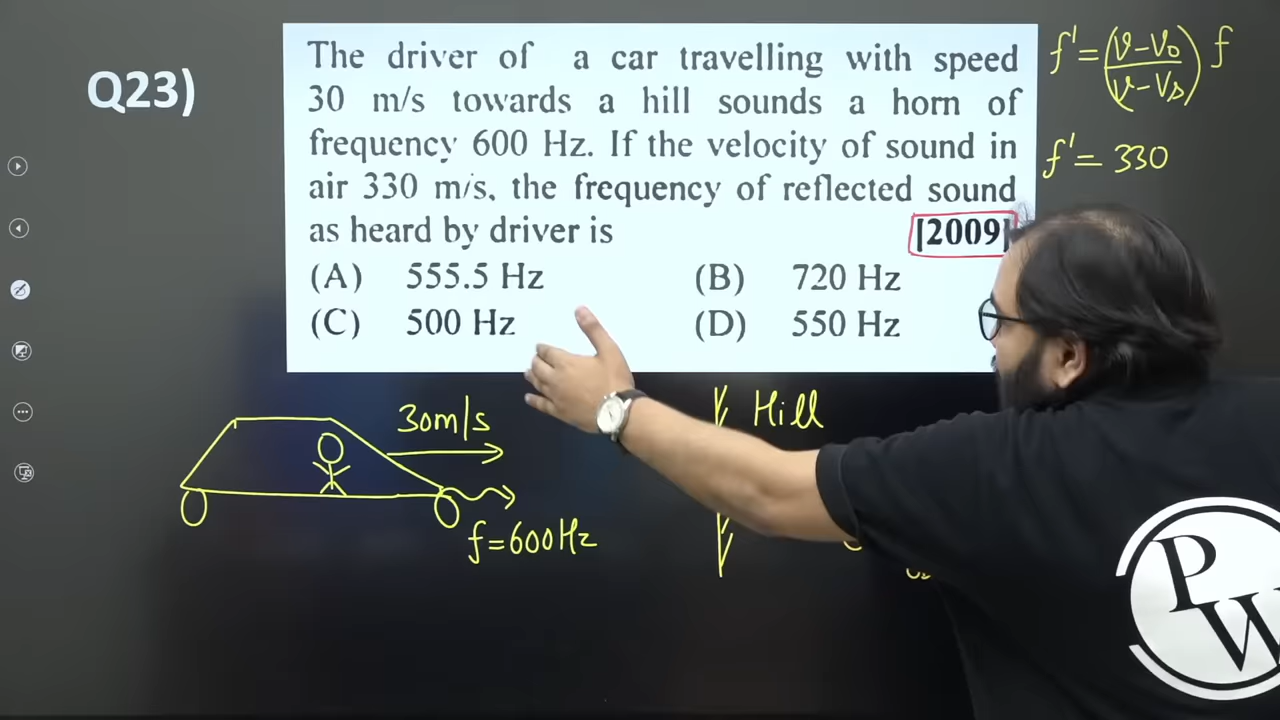 Q23)
The driver of a car travelling with speed
30 m/s towards a hill sounds a horn of
frequency 600 Hz. If the velocity of sound in
air 330 m/s, the frequency of reflected sound
as heard by driver is [2009]
(A) 555.5 Hz (B) 720 Hz
(C) 500 Hz (D) 550 Hz
f' = (v - v₀ / v - vₛ) f
f' = 330
30m/s
Hill
f = 600Hz
PW